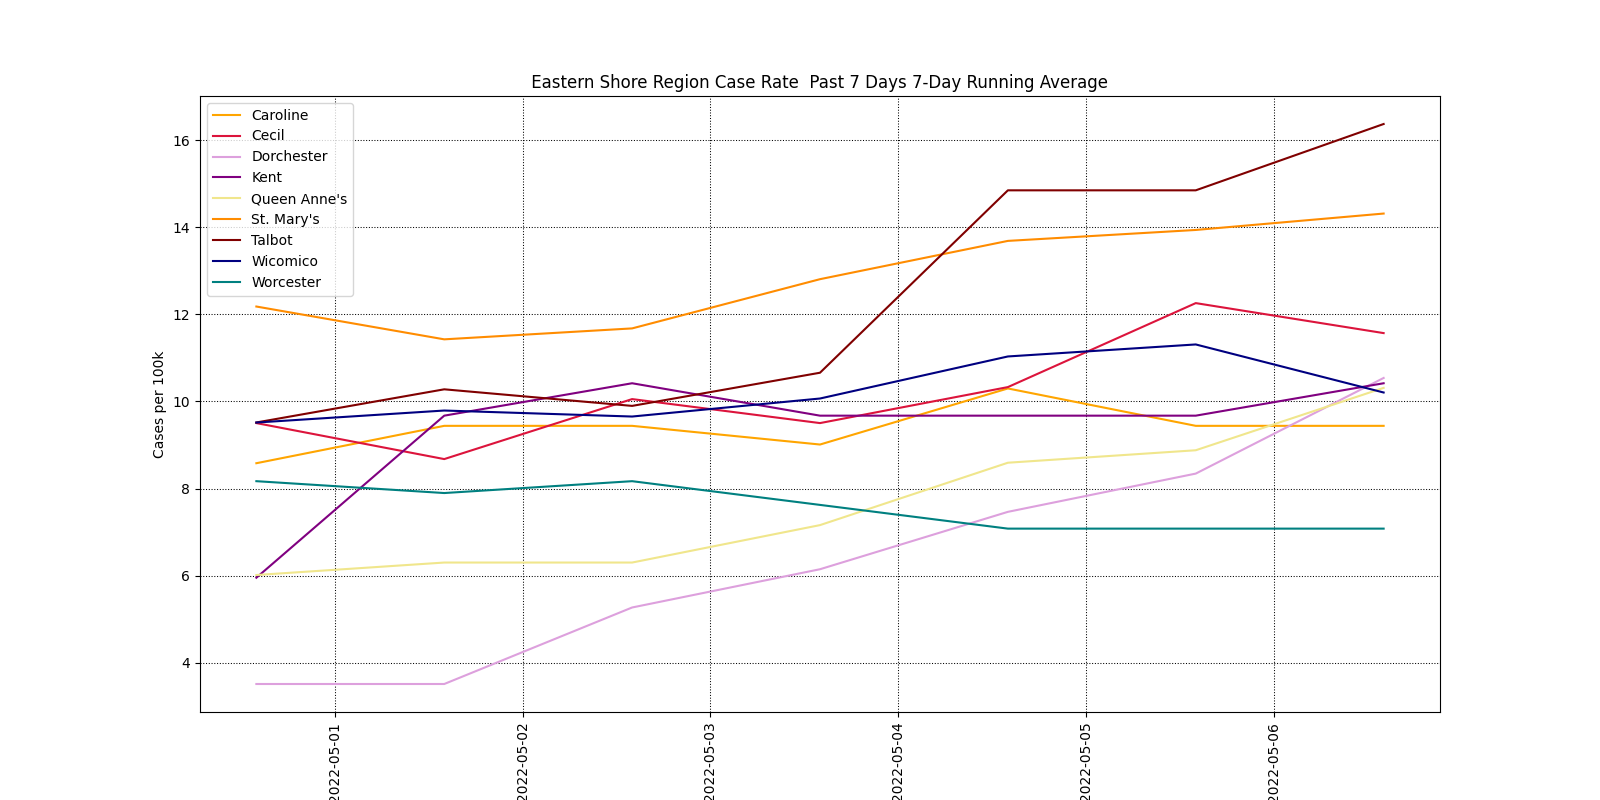 Eastern Shore Region Case Rate  Past 7 Days 7-Day Running Average
Caroline
Cecil
Dorchester
Kent
Queen Anne's
St. Mary's
Talbot
Wicomico
Worcester
Cases per 100k
16
14
12
10
8
6
4
2022-05-01
2022-05-02
2022-05-03
2022-05-04
2022-05-05
2022-05-06